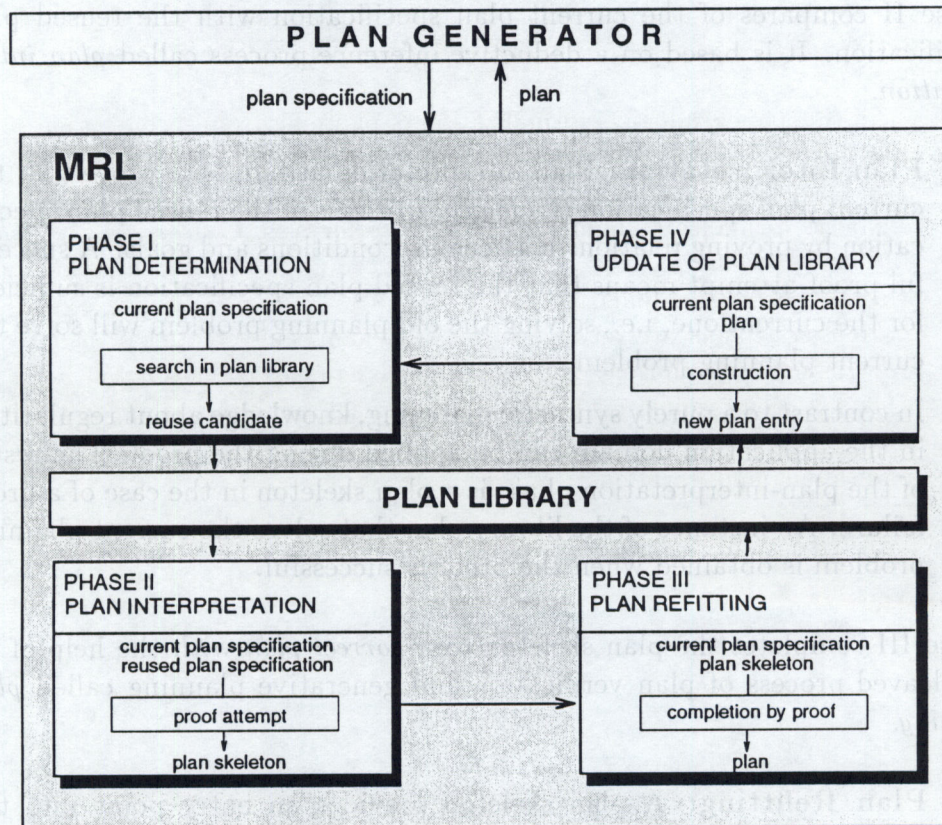 PLAN GENERATOR
plan specification
plan
MRL
PHASE I
PLAN DETERMINATION
current plan specification
search in plan library
reuse candidate
PHASE IV
UPDATE OF PLAN LIBRARY
current plan specification
plan
construction
new plan entry
PLAN LIBRARY
PHASE II
PLAN INTERPRETATION
current plan specification
reused plan specification
proof attempt
plan skeleton
PHASE III
PLAN REFITTING
current plan specification
plan skeleton
completion by proof
plan